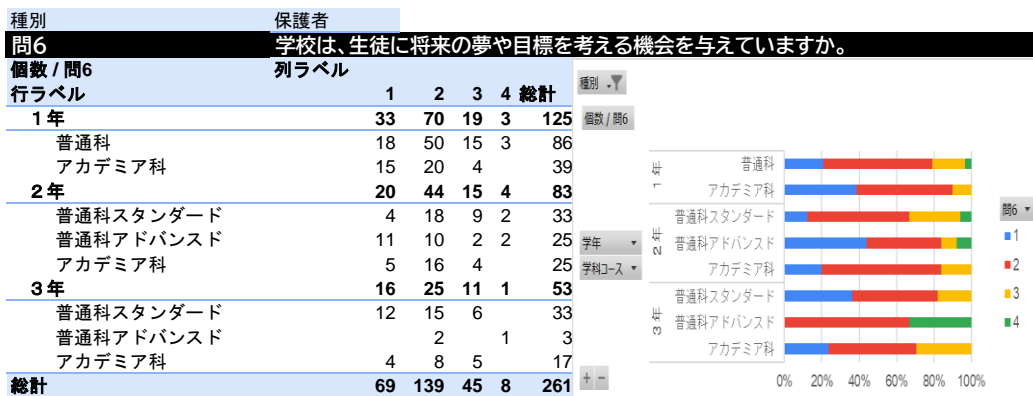 種別 保護者
問6 学校は、生徒に将来の夢や目標を考える機会を与えていますか。
個数 / 問6 列ラベル
行ラベル 1 2 3 4 総計
1年 33 70 19 3 125
普通科 18 50 15 3 86
アカデミア科 15 20 4 39
2年 20 44 15 4 83
普通科スタンダード 4 18 9 2 33
普通科アドバンスド 11 10 2 2 25
アカデミア科 5 16 4 25
3年 16 25 11 1 53
普通科スタンダード 12 15 6 33
普通科アドバンスド 2 1 3
アカデミア科 4 8 5 17
総計 69 139 45 8 261
種別
個数 / 問6
学年
学科コース
1年
普通科
アカデミア科
2年
普通科スタンダード
普通科アドバンスド
アカデミア科
3年
普通科スタンダード
普通科アドバンスド
アカデミア科
0% 20% 40% 60% 80% 100%
問6
1
2
3
4
+ -